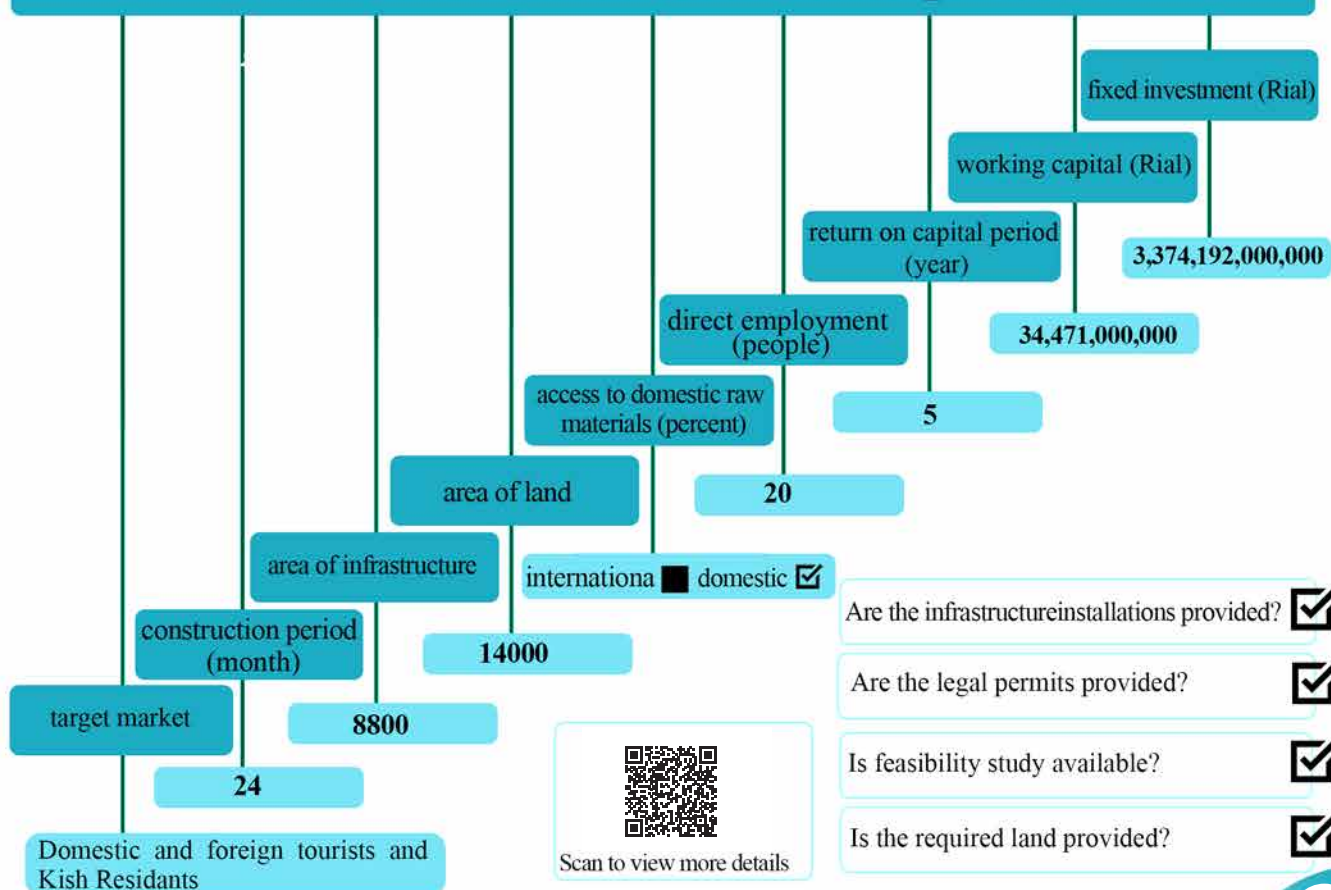 fixed investment (Rial)
3,374,192,000,000
working capital (Rial)
34,471,000,000
return on capital period
(year)
5
direct employment
(people)
20
access to domestic raw
materials (percent)
internationa ■ domestic ☑
area of land
14000
area of infrastructure
8800
construction period
(month)
24
target market
Domestic and foreign tourists and
Kish Residants
Scan to view more details
Are the infrastructureinstallations provided? ☑
Are the legal permits provided? ☑
Is feasibility study available? ☑
Is the required land provided? ☑